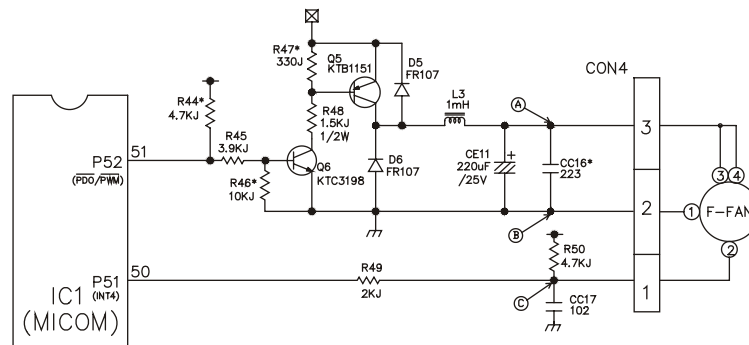 R47*
330J
Q5
KTB1151
D5
FR107
CON4
R44*
4.7KJ
R48
1.5KJ
1/2W
L3
1mH
A
3
51
P52
(PDO/PWM)
R45
3.9KJ
Q6
KTC3198
D6
FR107
CE11
220uF
/25V
CC16*
223
3
4
R46*
10KJ
B
2
1
F-FAN
2
50
P51
(INT4)
R49
2KJ
R50
4.7KJ
C
1
CC17
102
IC1
(MICOM)